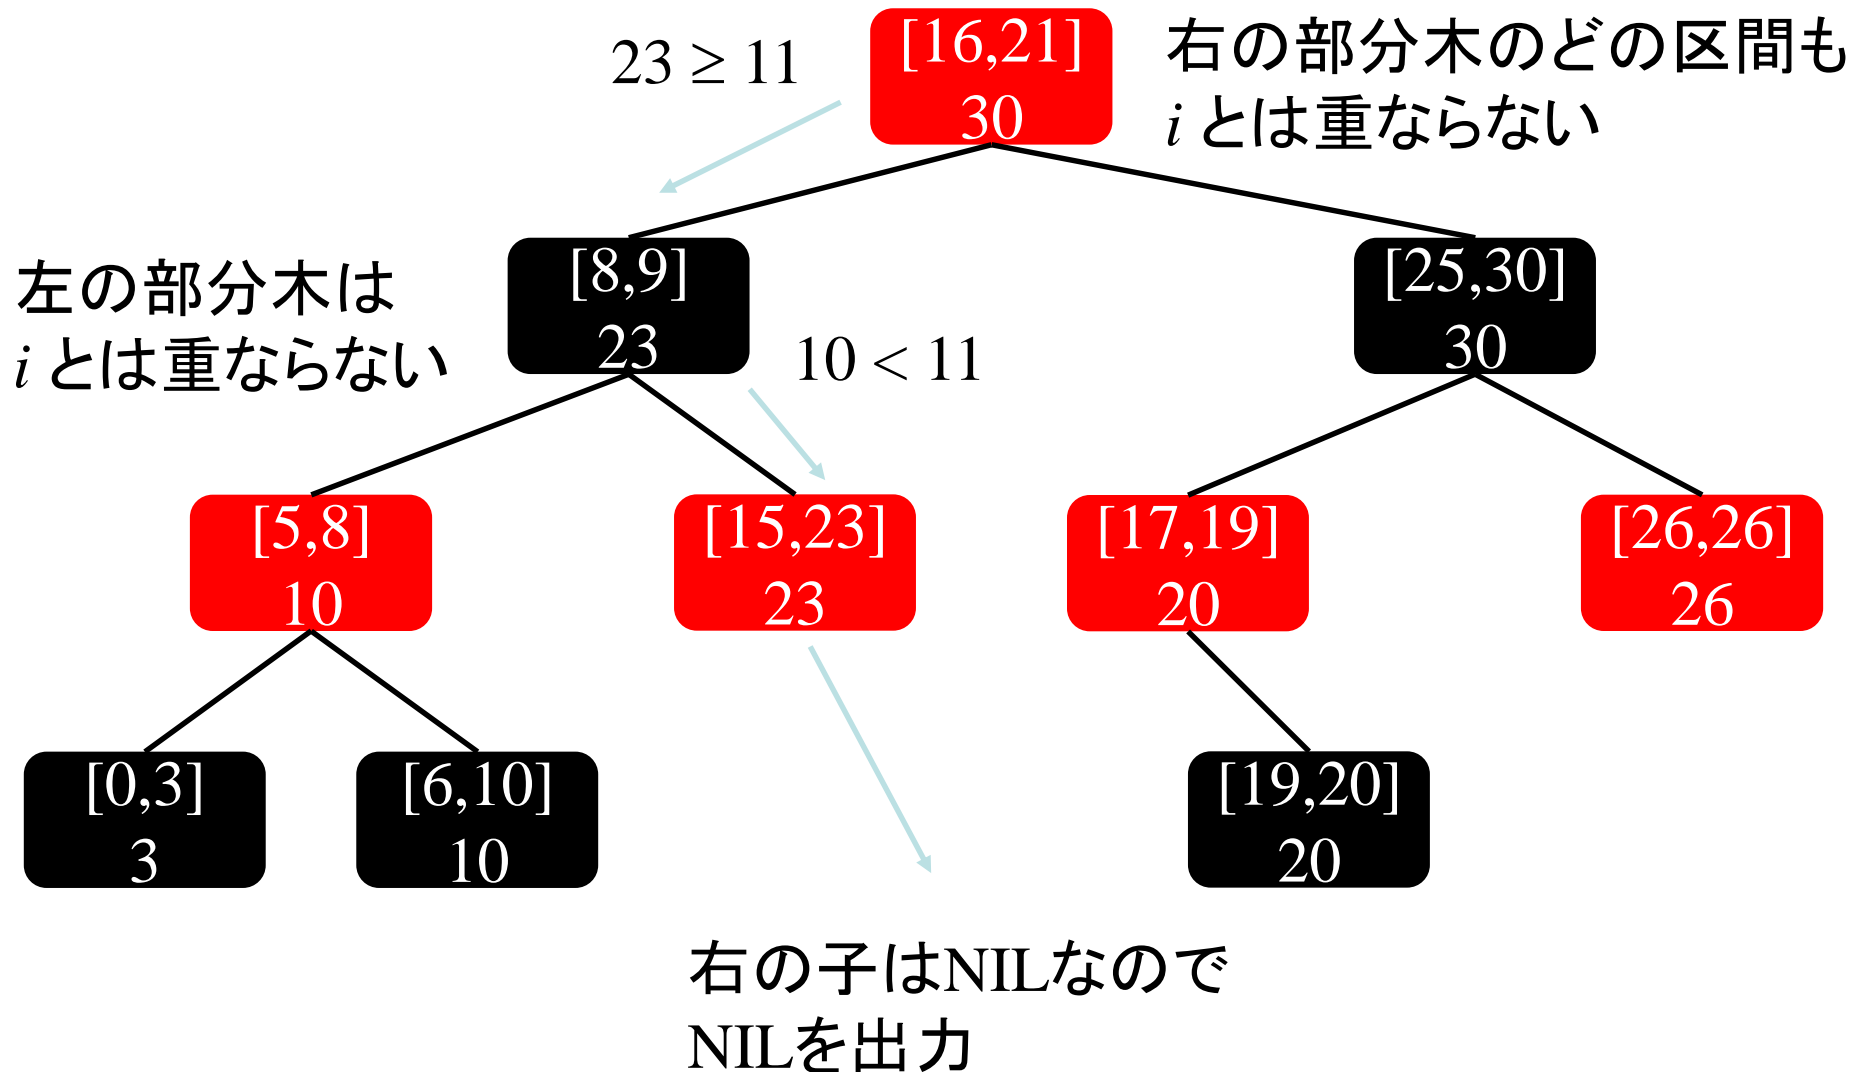 23 ≥ 11
[16,21]
30
右の部分木のどの区間も
i とは重ならない
左の部分木は
i とは重ならない
[8,9]
23
10 < 11
[25,30]
30
[5,8]
10
[15,23]
23
[17,19]
20
[26,26]
26
[0,3]
3
[6,10]
10
[19,20]
20
右の子はNILなので
NILを出力